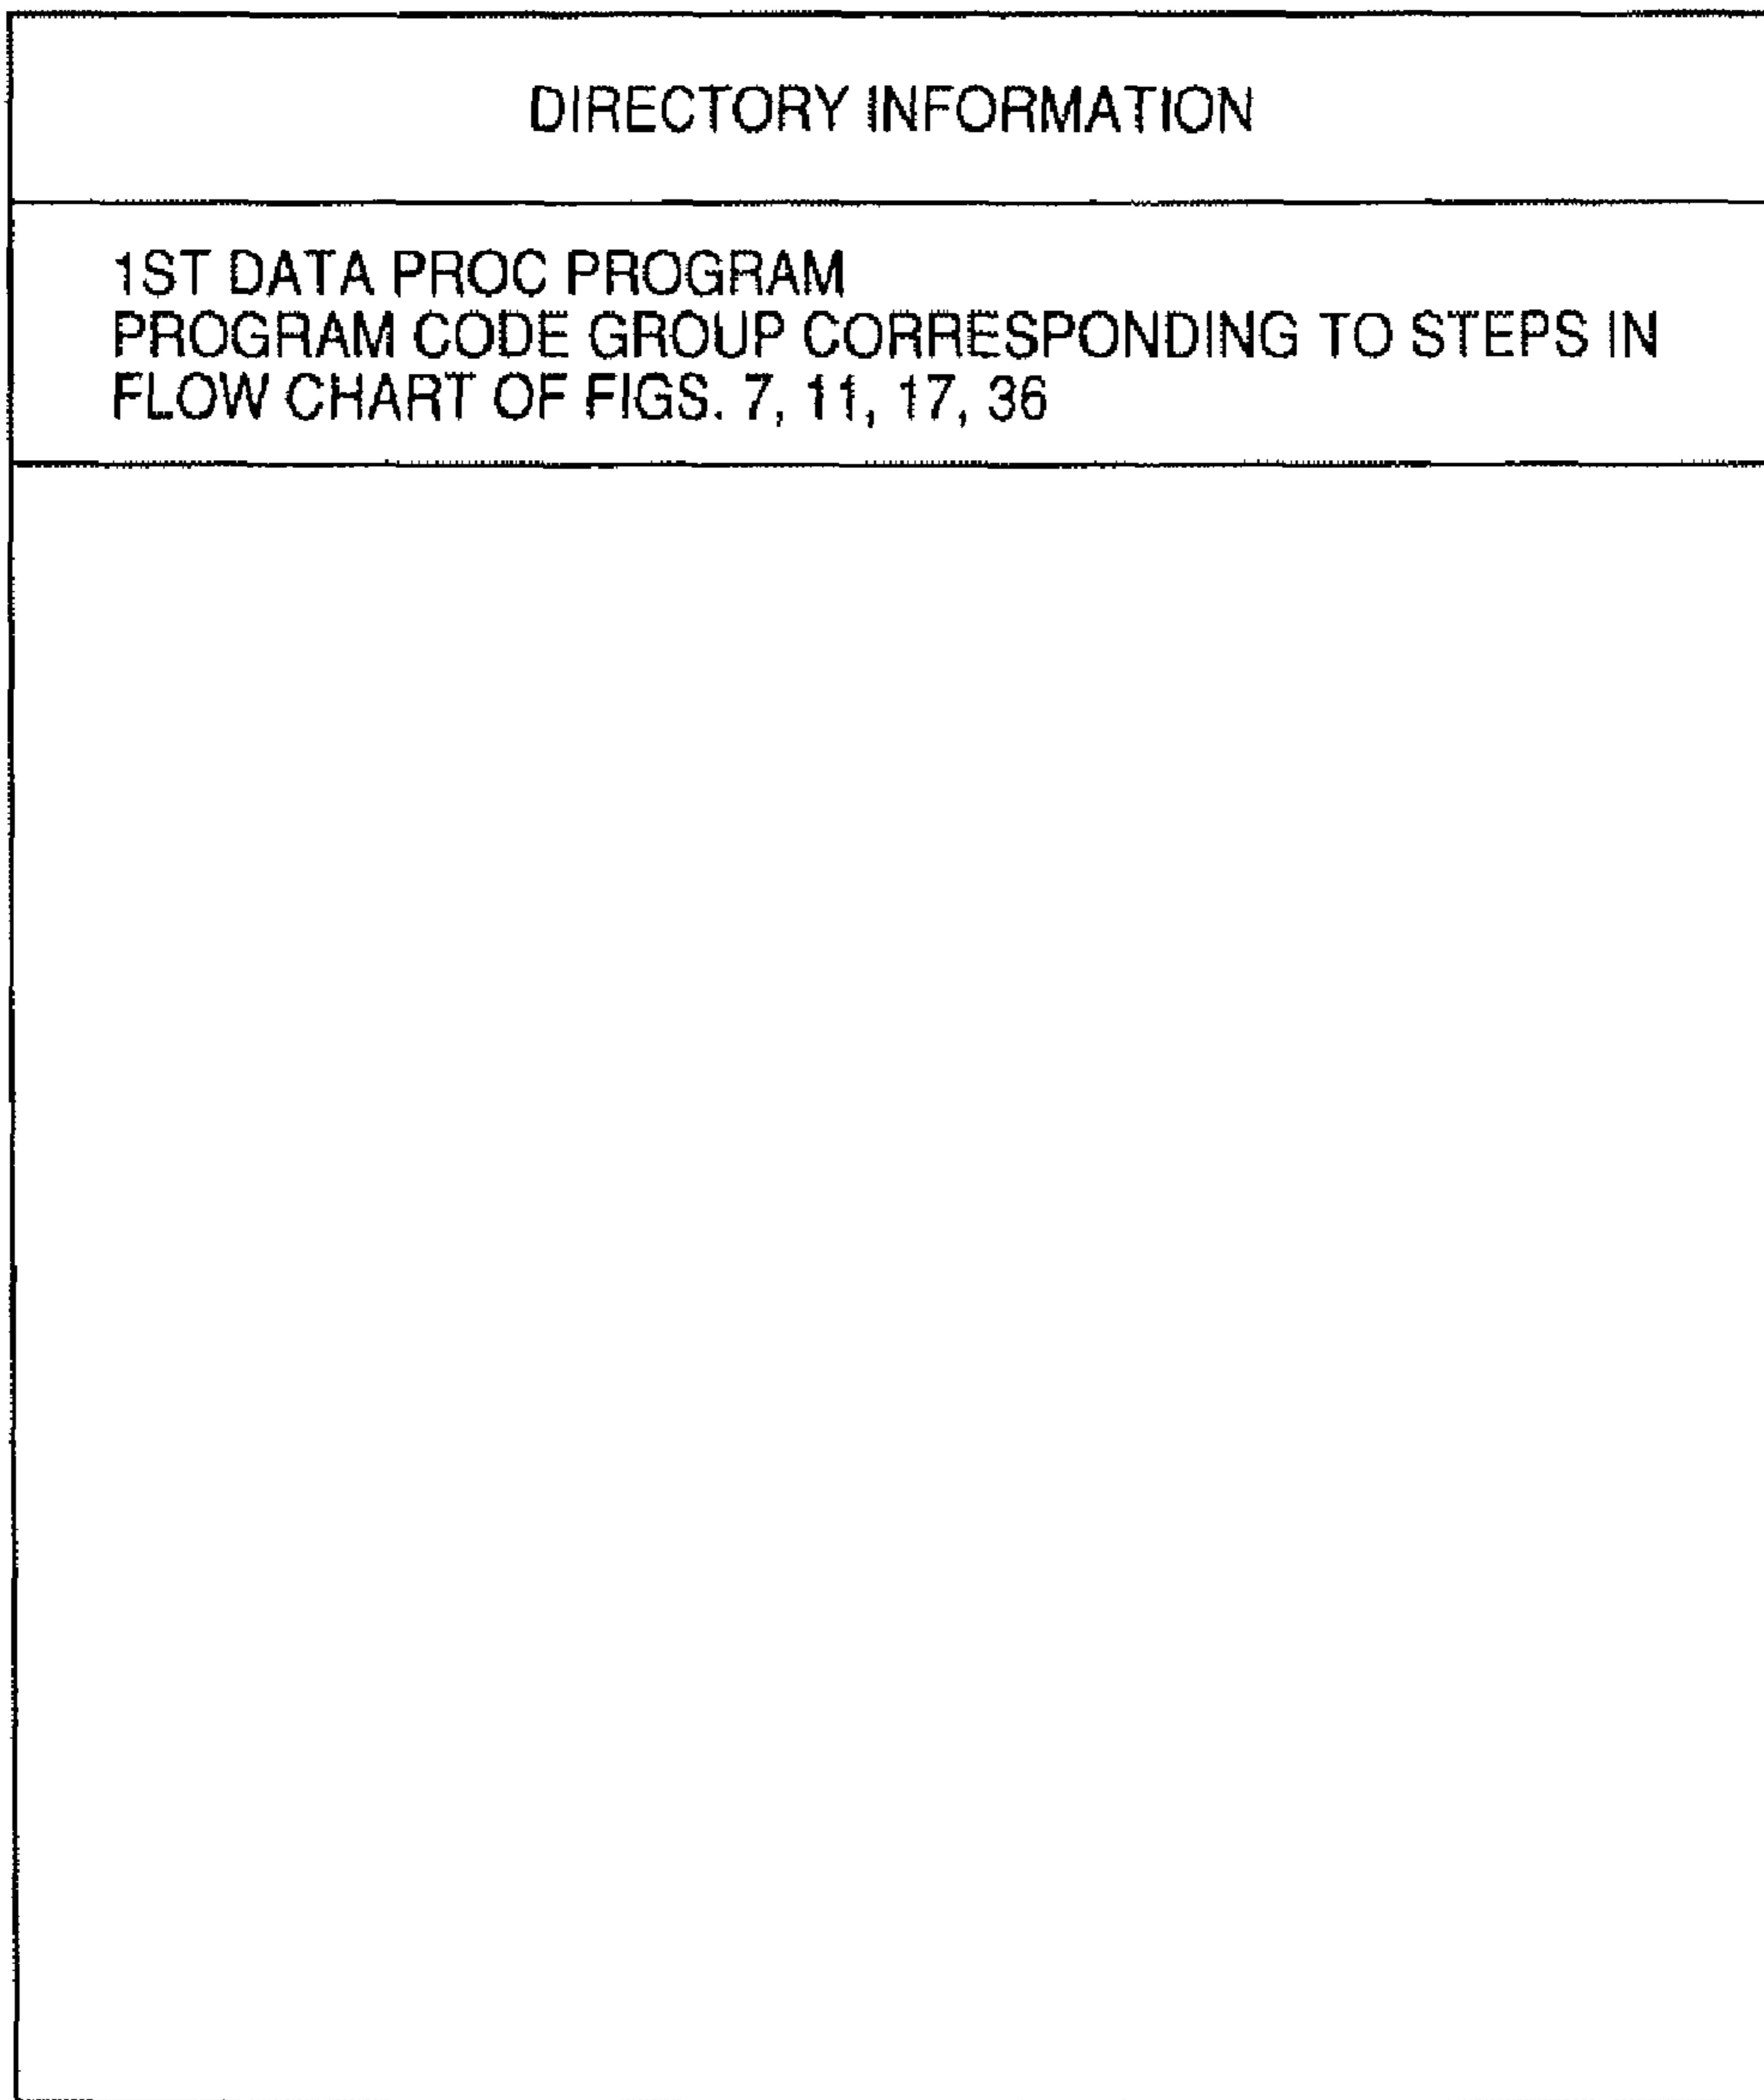 DIRECTORY INFORMATION
1ST DATA PROC PROGRAM
PROGRAM CODE GROUP CORRESPONDING TO STEPS IN
FLOW CHART OF FIGS. 7, 11, 17, 36